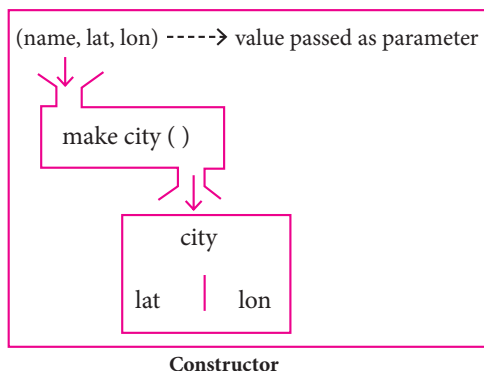 (name, lat, lon) -----> value passed as parameter
make city ( )
city
lat | lon
Constructor